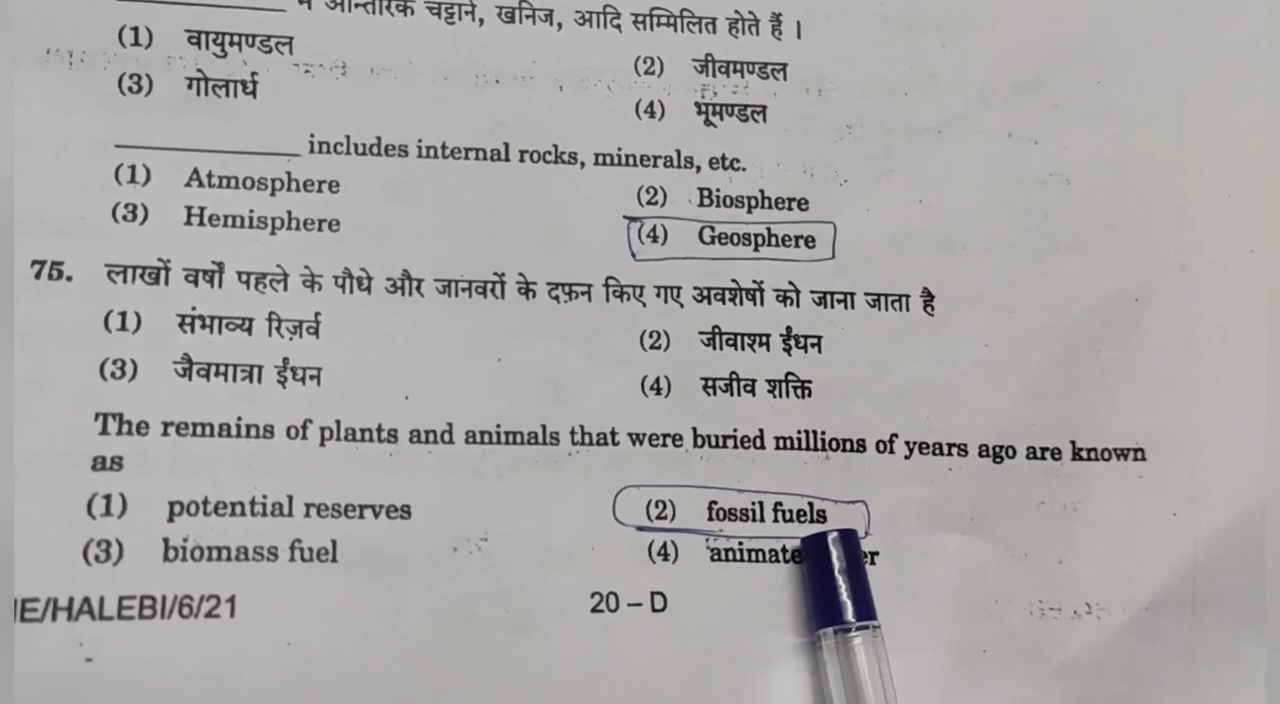 में आन्तरिक चट्टानें, खनिज, आदि सम्मिलित होते हैं ।
(1) वायुमण्डल (2) जीवमण्डल
(3) गोलार्ध (4) भूमण्डल
__________ includes internal rocks, minerals, etc.
(1) Atmosphere (2) Biosphere
(3) Hemisphere (4) Geosphere
75. लाखों वर्षों पहले के पौधे और जानवरों के दफ़न किए गए अवशेषों को जाना जाता है
(1) संभाव्य रिज़र्व (2) जीवाश्म ईंधन
(3) जैवमात्रा ईंधन (4) सजीव शक्ति
The remains of plants and animals that were buried millions of years ago are known
as
(1) potential reserves (2) fossil fuels
(3) biomass fuel (4) animate
E/HALEBI/6/21 20 – D